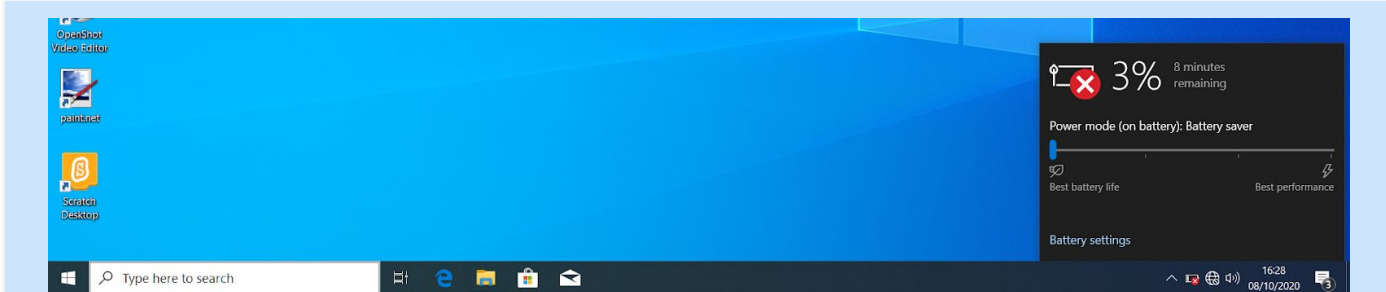 OpenShot
Video Editor
paint.net
Scratch
Desktop
3%
8 minutes
remaining
Power mode (on battery): Battery saver
Best battery life
Best performance
Battery settings
Type here to search
16:28
08/10/2020
3